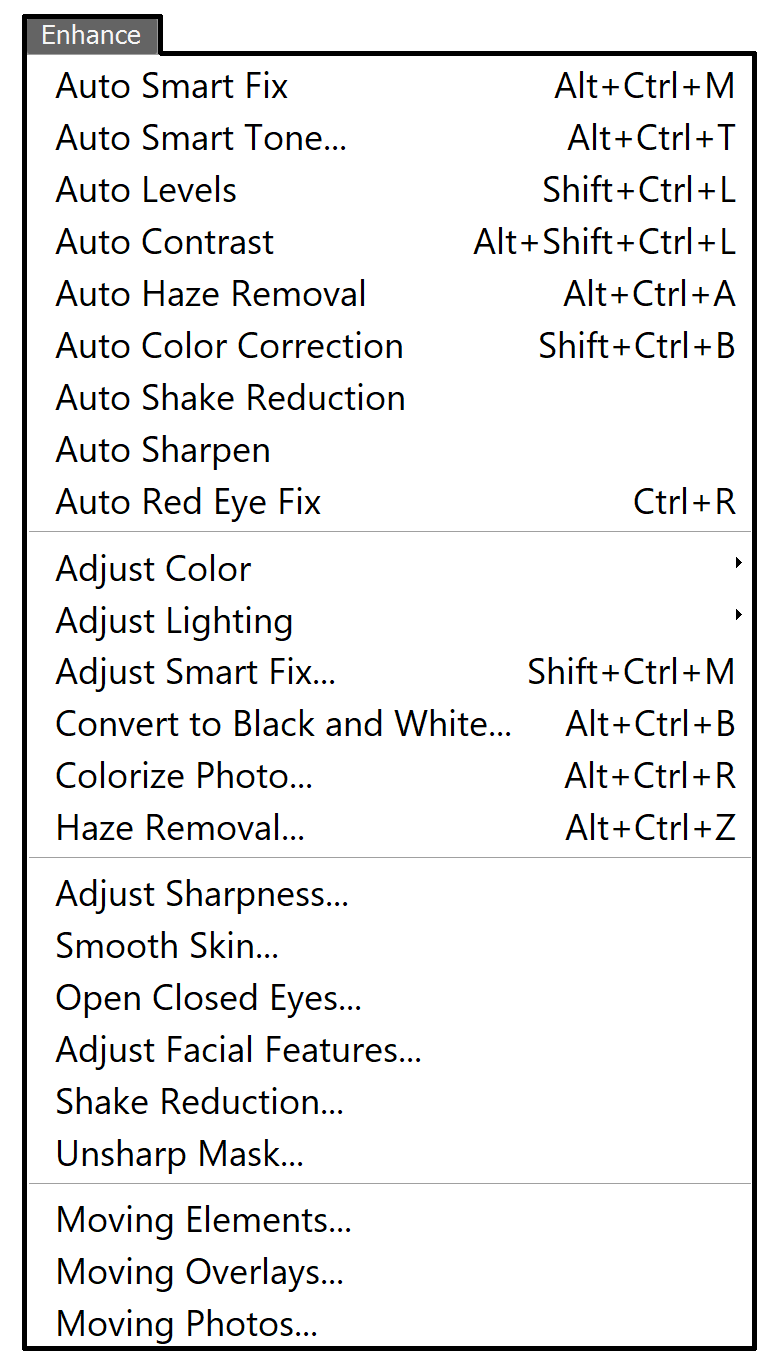 Enhance
Auto Smart Fix Alt+Ctrl+M
Auto Smart Tone... Alt+Ctrl+T
Auto Levels Shift+Ctrl+L
Auto Contrast Alt+Shift+Ctrl+L
Auto Haze Removal Alt+Ctrl+A
Auto Color Correction Shift+Ctrl+B
Auto Shake Reduction
Auto Sharpen
Auto Red Eye Fix Ctrl+R
Adjust Color
Adjust Lighting
Adjust Smart Fix... Shift+Ctrl+M
Convert to Black and White... Alt+Ctrl+B
Colorize Photo... Alt+Ctrl+R
Haze Removal... Alt+Ctrl+Z
Adjust Sharpness...
Smooth Skin...
Open Closed Eyes...
Adjust Facial Features...
Shake Reduction...
Unsharp Mask...
Moving Elements...
Moving Overlays...
Moving Photos...